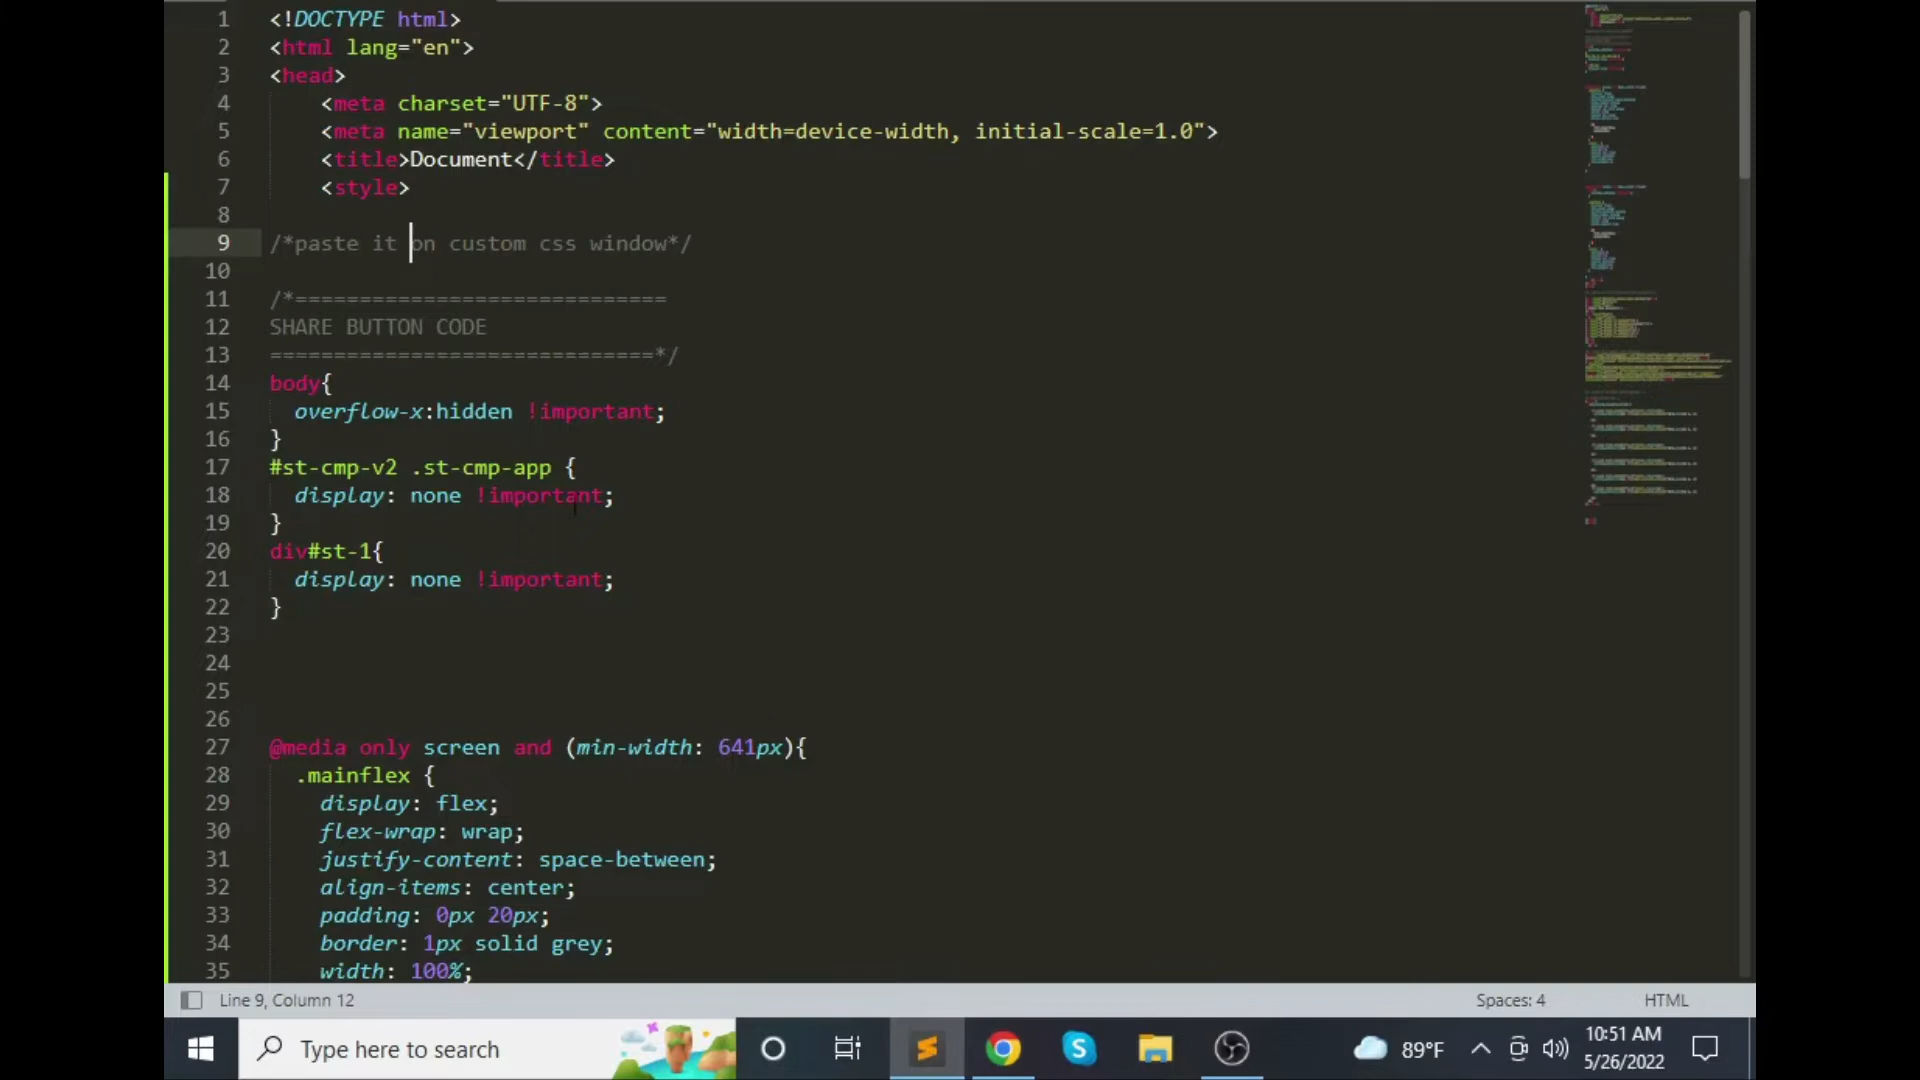 1 <!DOCTYPE html>
2 <html lang="en">
3 <head>
4 <meta charset="UTF-8">
5 <meta name="viewport" content="width=device-width, initial-scale=1.0">
6 <title>Document</title>
7 <style>
8
9 /*paste it on custom css window*/
10
11 /*=============================
12 SHARE BUTTON CODE
13 ==============================*/
14 body{
15 overflow-x:hidden !important;
16 }
17 #st-cmp-v2 .st-cmp-app {
18 display: none !important;
19 }
20 div#st-1{
21 display: none !important;
22 }
23
24
25
26
27 @media only screen and (min-width: 641px){
28 .mainflex {
29 display: flex;
30 flex-wrap: wrap;
31 justify-content: space-between;
32 align-items: center;
33 padding: 0px 20px;
34 border: 1px solid grey;
35 width: 100%;
Line 9, Column 12 Spaces: 4 HTML
Type here to search 89°F 10:51 AM
5/26/2022